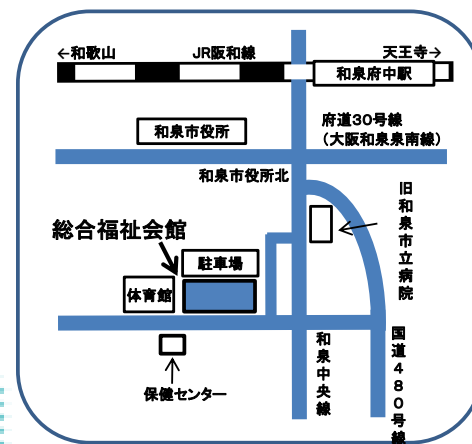 ←和歌山
JR阪和線
天王寺→
和泉府中駅
和泉市役所
府道30号線
（大阪和泉泉南線）
和泉市役所北
旧和泉市立病院
総合福祉会館
駐車場
体育館
保健センター
和泉中央線
国道480号線